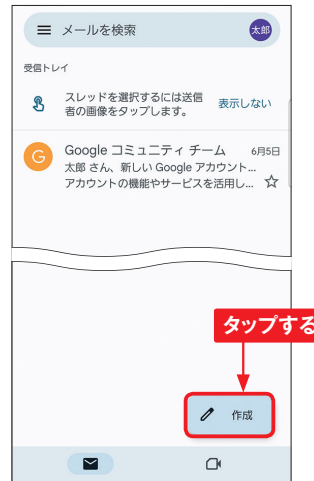 メールを検索
太郎
受信トレイ
スレッドを選択するには送信
者の画像をタップします。
表示しない
G
Google コミュニティ チーム 6月5日
太郎 さん、新しい Google アカウント...
アカウントの機能やサービスを活用し...
タップする
作成